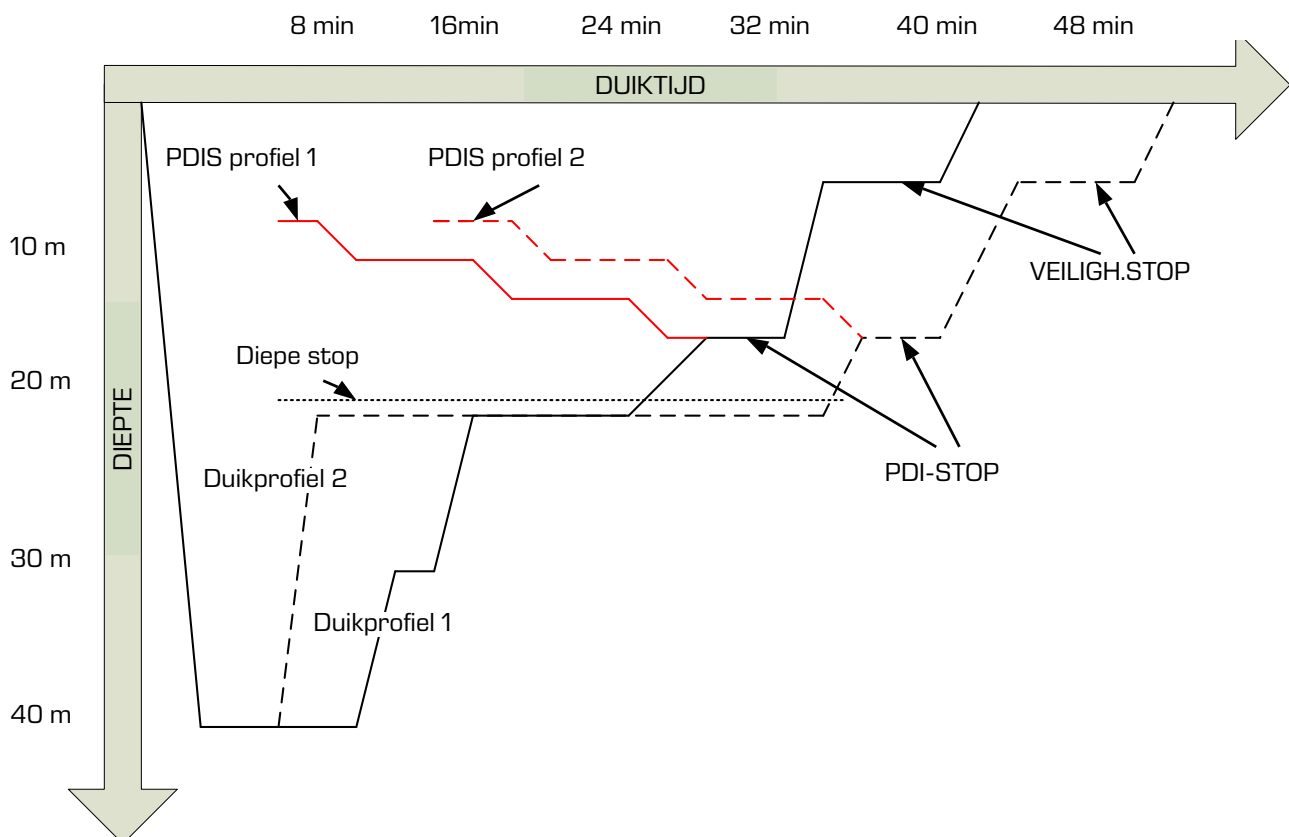 8 min 16min 24 min 32 min 40 min 48 min
DUIKTIJD
PDIS profiel 1 PDIS profiel 2
10 m
VEILIGH.STOP
Diepe stop
20 m
DIEPTE
PDI-STOP
Duikprofiel 2
30 m
Duikprofiel 1
40 m